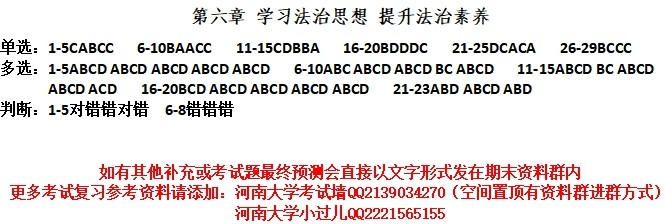 第六章 学习法治思想 提升法治素养
单选：1-5CABCC 6-10BAACC 11-15CDBBA 16-20BDDDC 21-25DCACA 26-29BCCC
多选：1-5ABCD ABCD ABCD ABCD ABCD 6-10ABC ABCD ABCD BC ABCD 11-15ABCD BC ABCD
ABCD ACD 16-20BCD ABCD ABCD ABCD ABCD 21-23ABD ABCD ABD
判断：1-5对错错对错 6-8错错错
如有其他补充或考试题最终预测会直接以文字形式发在期末资料群内
更多考试复习参考资料请添加：河南大学考试墙QQ2139034270（空间置顶有资料群进群方式）
河南大学小过儿QQ2221565155